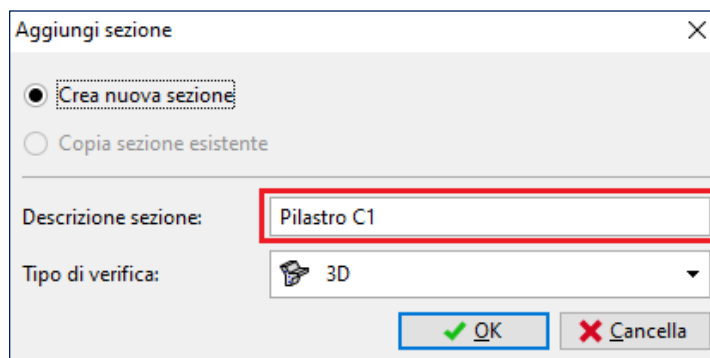 Aggiungi sezione
Crea nuova sezione
Copia sezione esistente
Descrizione sezione: Pilastro C1
Tipo di verifica: 3D
OK Cancella